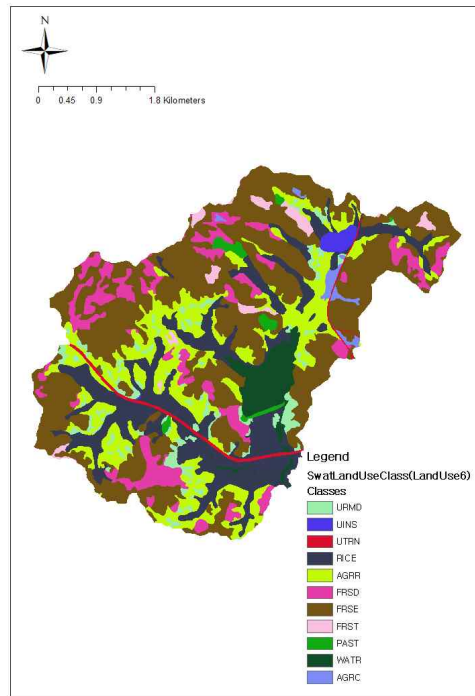 N
0 0.45 0.9 1.8 Kilometers
Legend
SwatLandUseClass(LandUse6)
Classes
URMD
UINS
UTRN
RICE
AGRR
FRSD
FRSE
FRST
PAST
WATR
AGRC